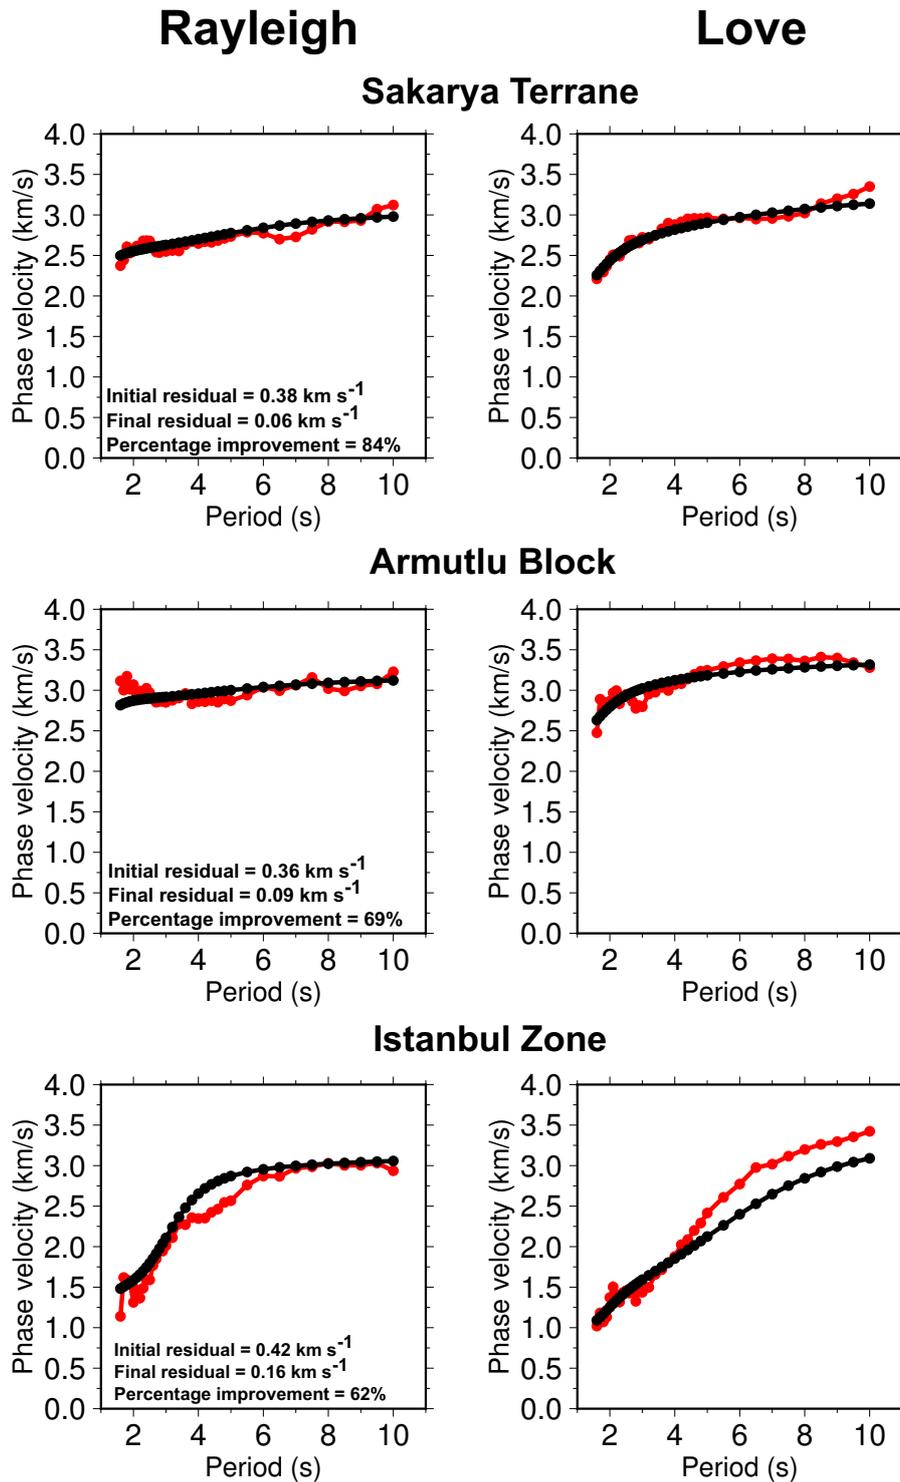 Rayleigh
Love
Sakarya Terrane
Phase velocity (km/s)
4.0
3.5
3.0
2.5
2.0
1.5
1.0
0.5
0.0
Initial residual = 0.38 km s-1
Final residual = 0.06 km s-1
Percentage improvement = 84%
2 4 6 8 10
Period (s)
Phase velocity (km/s)
4.0
3.5
3.0
2.5
2.0
1.5
1.0
0.5
0.0
2 4 6 8 10
Period (s)
Armutlu Block
Phase velocity (km/s)
4.0
3.5
3.0
2.5
2.0
1.5
1.0
0.5
0.0
Initial residual = 0.36 km s-1
Final residual = 0.09 km s-1
Percentage improvement = 69%
2 4 6 8 10
Period (s)
Phase velocity (km/s)
4.0
3.5
3.0
2.5
2.0
1.5
1.0
0.5
0.0
2 4 6 8 10
Period (s)
Istanbul Zone
Phase velocity (km/s)
4.0
3.5
3.0
2.5
2.0
1.5
1.0
0.5
0.0
Initial residual = 0.42 km s-1
Final residual = 0.16 km s-1
Percentage improvement = 62%
2 4 6 8 10
Period (s)
Phase velocity (km/s)
4.0
3.5
3.0
2.5
2.0
1.5
1.0
0.5
0.0
2 4 6 8 10
Period (s)